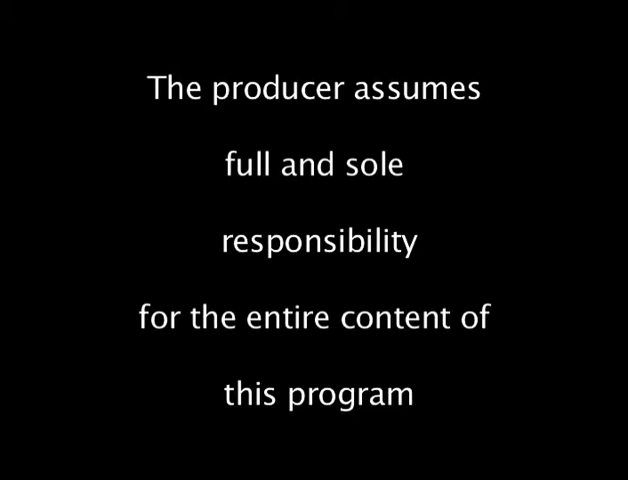 The producer assumes
full and sole
responsibility
for the entire content of
this program